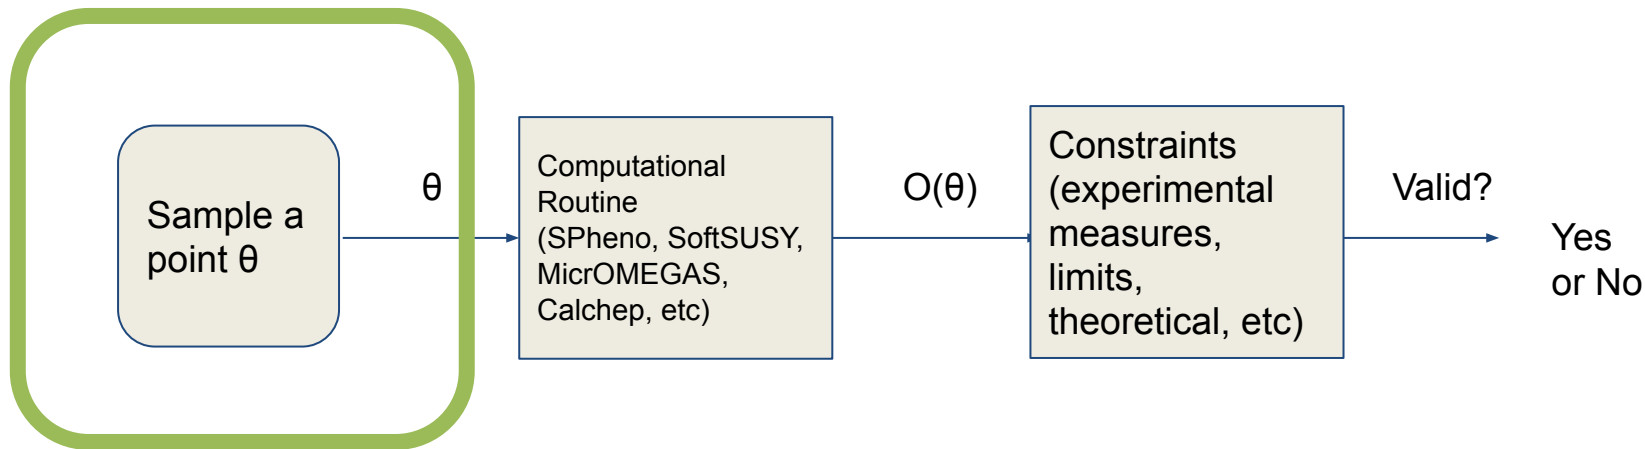 Sample a
point θ
θ
Computational
Routine
(SPheno, SoftSUSY,
MicrOMEGAS,
Calchep, etc)
O(θ)
Constraints
(experimental
measures,
limits,
theoretical, etc)
Valid?
Yes
or No